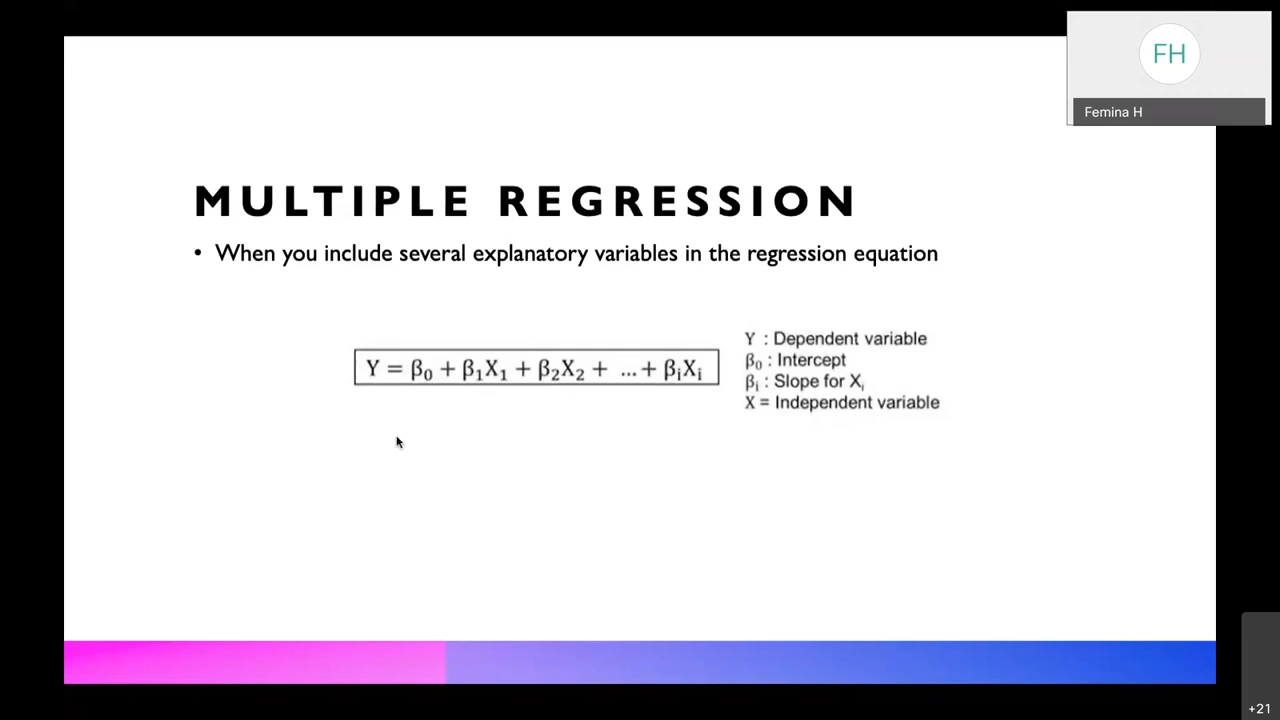 FH
Femina H
MULTIPLE REGRESSION
• When you include several explanatory variables in the regression equation
Y = β₀ + β₁X₁ + β₂X₂ + ...+ βᵢXᵢ
Y : Dependent variable
β₀ : Intercept
βᵢ : Slope for Xᵢ
X = Independent variable
+21